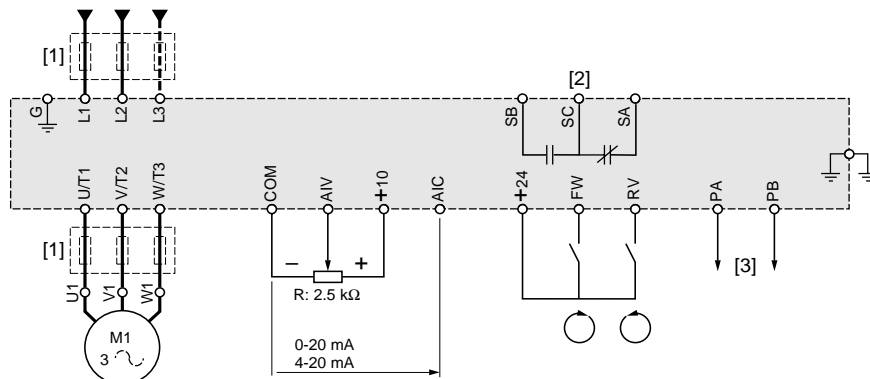 [1]
[2]
G
L1
L2
L3
SB
SC
SA
U/T1
V/T2
W/T3
COM
AIV
+10
AIC
+24
FW
RV
PA
PB
[1]
− +
[3]
R: 2.5 kΩ
U1
V1
W1
M1
3
0-20 mA
4-20 mA